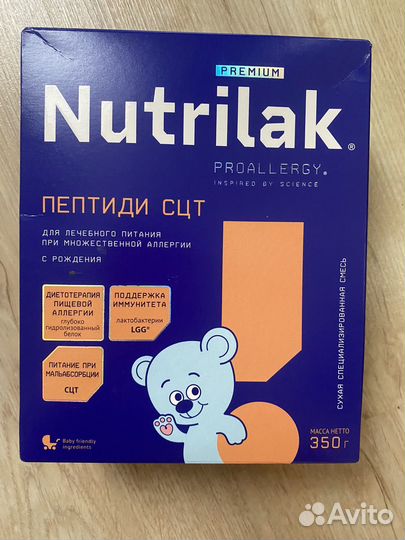 PREMIUM
Nutrilak®
PROALLERGY®
INSPIRED BY SCIENCE
ПЕПТИДИ СЦТ
ДЛЯ ЛЕЧЕБНОГО ПИТАНИЯ
ПРИ МНОЖЕСТВЕННОЙ АЛЛЕРГИИ
С РОЖДЕНИЯ
ДИЕТОТЕРАПИЯ
ПИЩЕВОЙ
АЛЛЕРГИИ
глубоко
гидролизованный
белок
ПОДДЕРЖКА
ИММУНИТЕТА
лактобактерии
LGG®
ПИТАНИЕ ПРИ
МАЛЬАБСОРБЦИИ
СЦТ
СУХАЯ СПЕЦИАЛИЗИРОВАННАЯ СМЕСЬ
Baby friendly
ingredients
МАССА НЕТТО
350 г
Avito